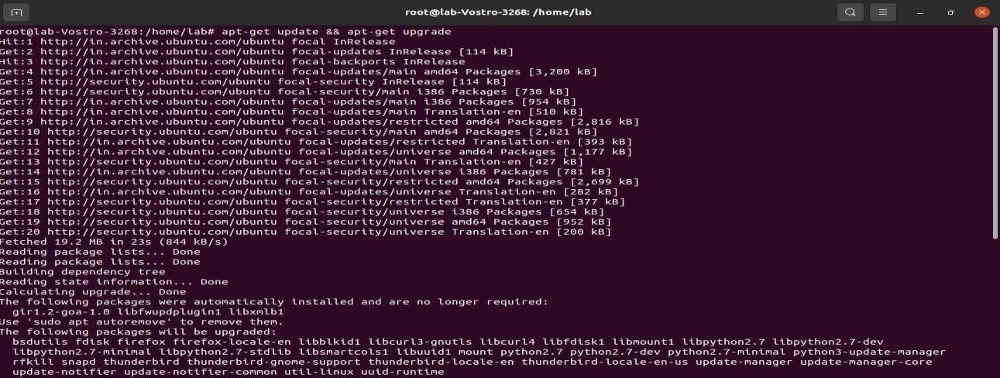 root@lab-Vostro-3268: /home/lab
root@lab-Vostro-3268:/home/lab# apt-get update && apt-get upgrade
Hit:1 http://in.archive.ubuntu.com/ubuntu focal InRelease
Get:2 http://in.archive.ubuntu.com/ubuntu focal-updates InRelease [114 kB]
Hit:3 http://in.archive.ubuntu.com/ubuntu focal-backports InRelease
Get:4 http://in.archive.ubuntu.com/ubuntu focal-updates/main amd64 Packages [3,200 kB]
Get:5 http://security.ubuntu.com/ubuntu focal-security InRelease [114 kB]
Get:6 http://security.ubuntu.com/ubuntu focal-security/main i386 Packages [730 kB]
Get:7 http://in.archive.ubuntu.com/ubuntu focal-updates/main i386 Packages [954 kB]
Get:8 http://in.archive.ubuntu.com/ubuntu focal-updates/main Translation-en [510 kB]
Get:9 http://in.archive.ubuntu.com/ubuntu focal-updates/restricted amd64 Packages [2,816 kB]
Get:10 http://security.ubuntu.com/ubuntu focal-security/main amd64 Packages [2,821 kB]
Get:11 http://in.archive.ubuntu.com/ubuntu focal-updates/restricted Translation-en [393 kB]
Get:12 http://in.archive.ubuntu.com/ubuntu focal-updates/universe amd64 Packages [1,177 kB]
Get:13 http://security.ubuntu.com/ubuntu focal-security/main Translation-en [427 kB]
Get:14 http://in.archive.ubuntu.com/ubuntu focal-updates/universe i386 Packages [781 kB]
Get:15 http://security.ubuntu.com/ubuntu focal-security/restricted amd64 Packages [2,699 kB]
Get:16 http://in.archive.ubuntu.com/ubuntu focal-updates/universe Translation-en [282 kB]
Get:17 http://security.ubuntu.com/ubuntu focal-security/restricted Translation-en [377 kB]
Get:18 http://security.ubuntu.com/ubuntu focal-security/universe i386 Packages [654 kB]
Get:19 http://security.ubuntu.com/ubuntu focal-security/universe amd64 Packages [952 kB]
Get:20 http://security.ubuntu.com/ubuntu focal-security/universe Translation-en [200 kB]
Fetched 19.2 MB in 23s (844 kB/s)
Reading package lists... Done
Reading package lists... Done
Building dependency tree
Reading state information... Done
Calculating upgrade... Done
The following packages were automatically installed and are no longer required:
gir1.2-goa-1.0 libfwupdplugin1 libxmlb1
Use 'sudo apt autoremove' to remove them.
The following packages will be upgraded:
bsdutils fdisk firefox firefox-locale-en libblkid1 libcurl3-gnutls libcurl4 libfdisk1 libmount1 libpython2.7 libpython2.7-dev
libpython2.7-minimal libpython2.7-stdlib libsmartcols1 libuuid1 mount python2.7 python2.7-dev python2.7-minimal python3-update-manager
rfkill snapd thunderbird thunderbird-gnome-support thunderbird-locale-en thunderbird-locale-en-us update-manager update-manager-core
update-notifier update-notifier-common util-linux uuid-runtime